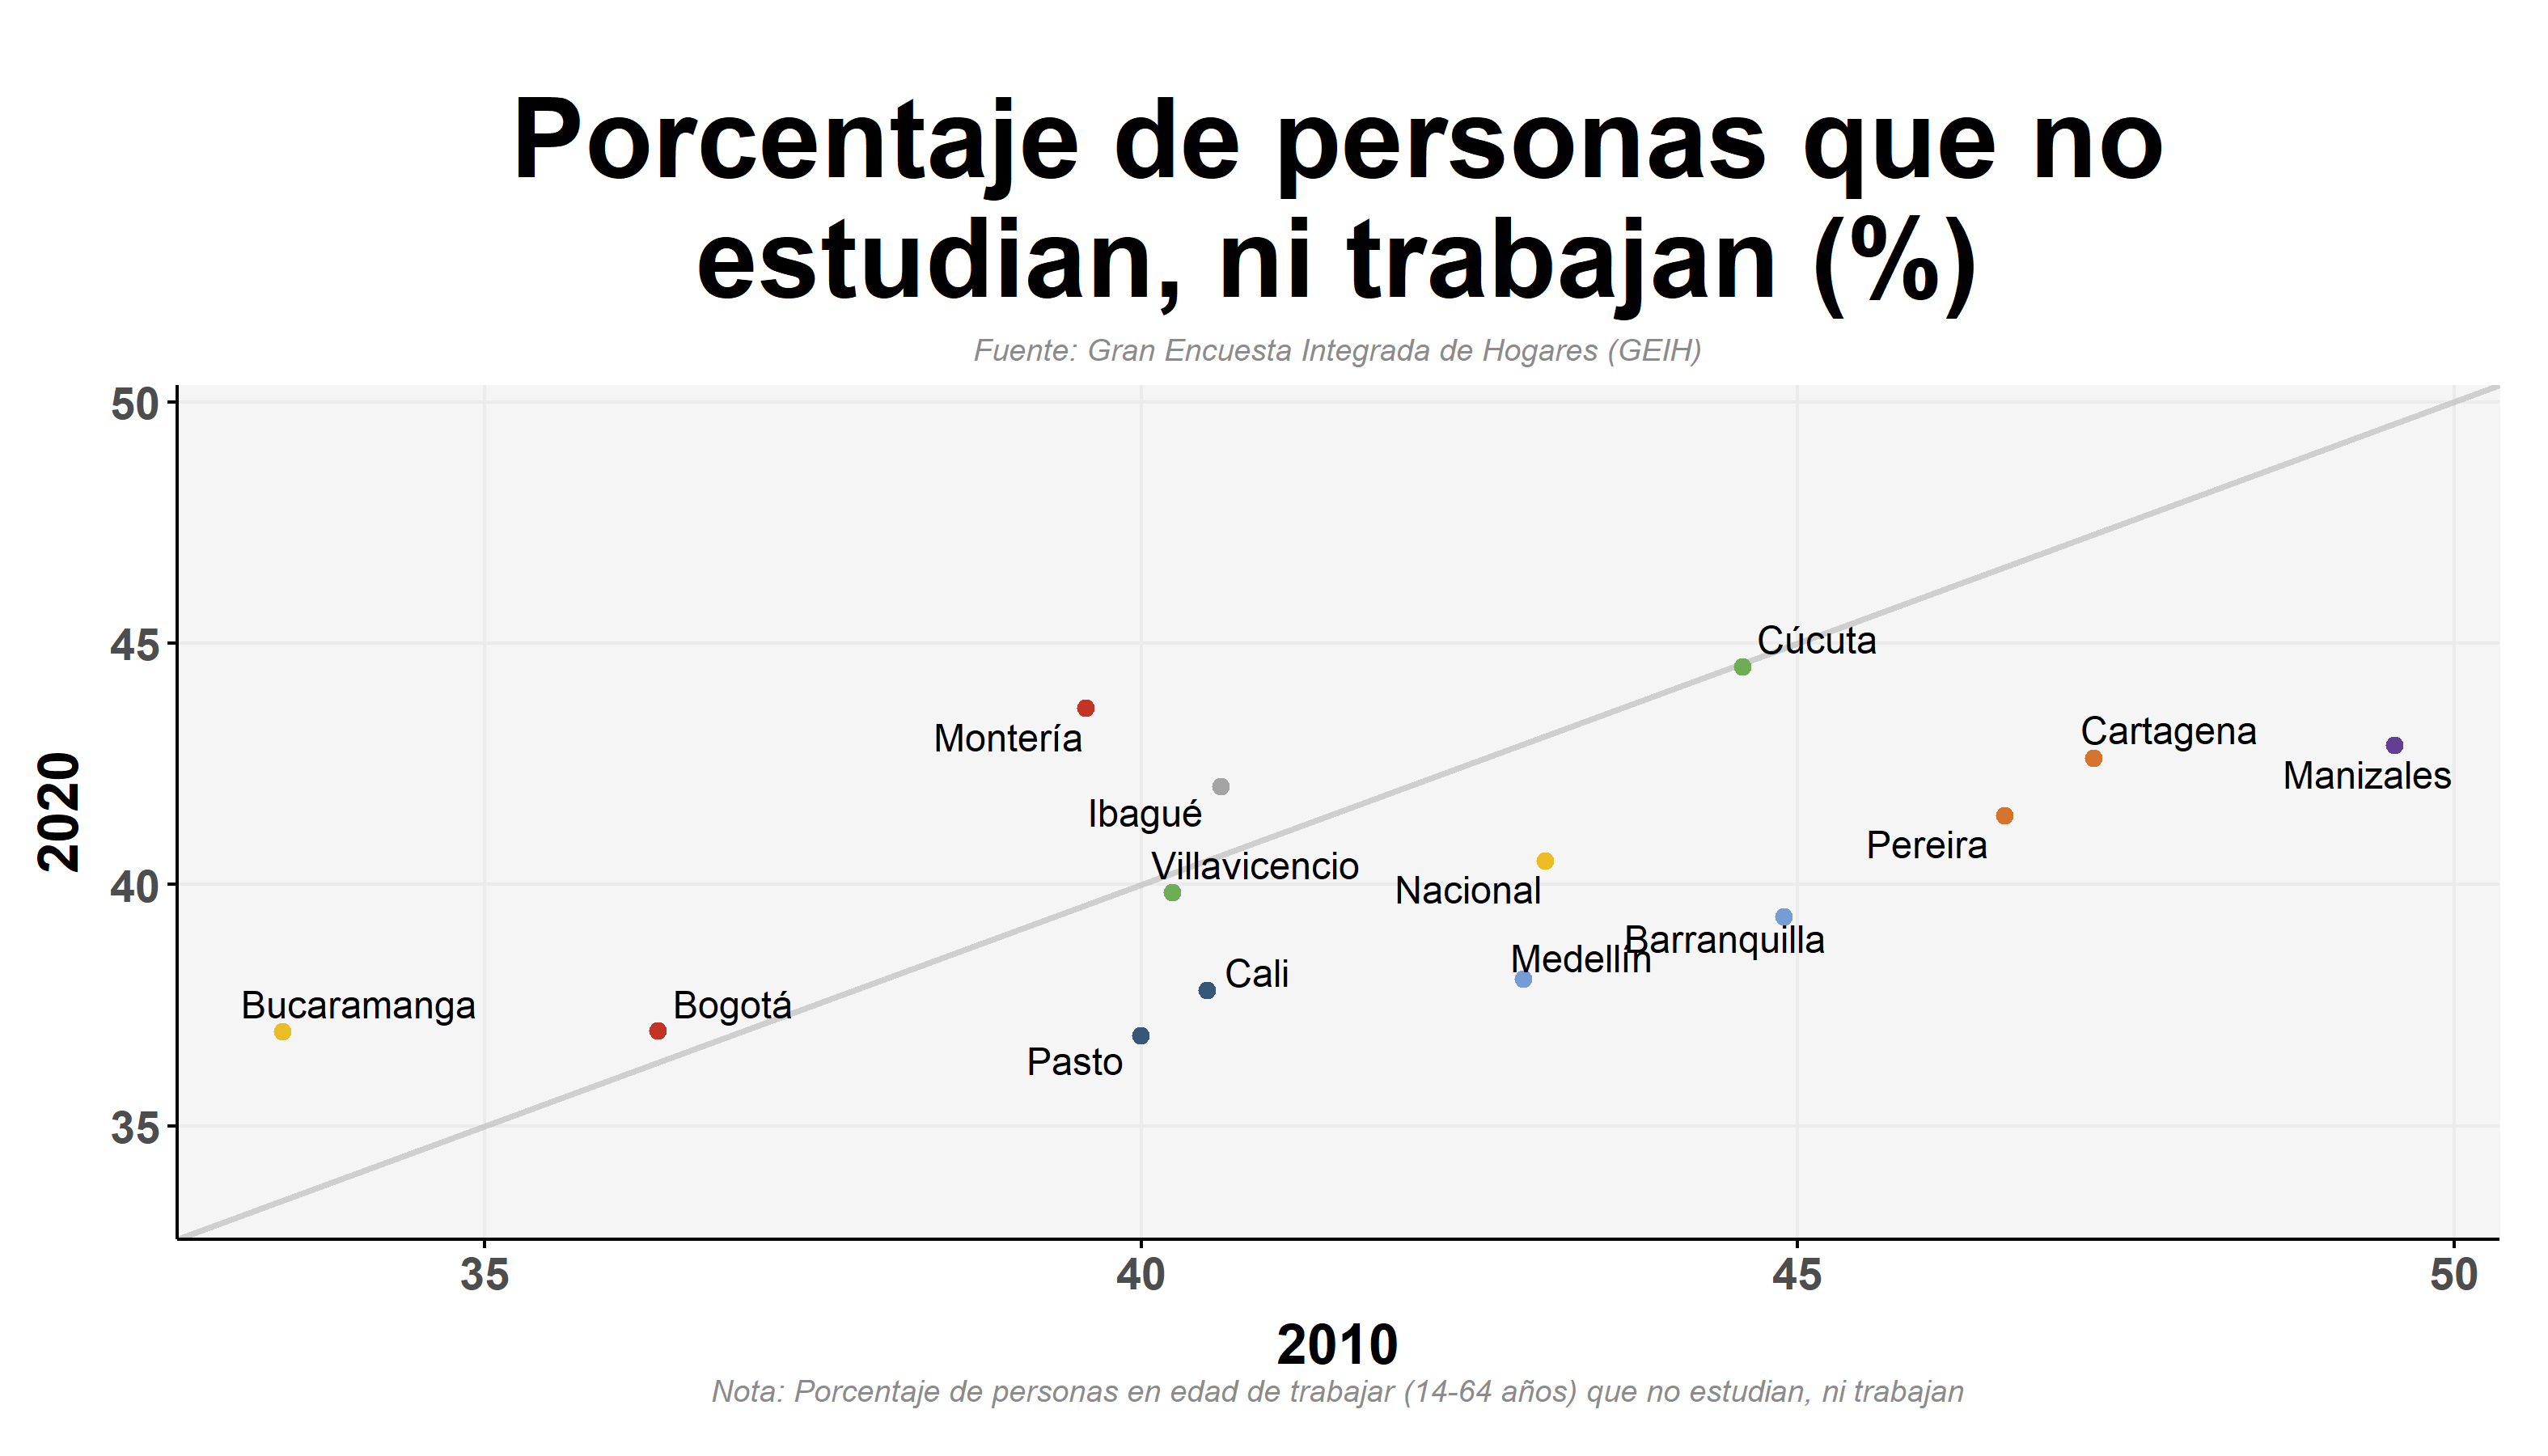 Porcentaje de personas que no
estudian, ni trabajan (%)
Fuente: Gran Encuesta Integrada de Hogares (GEIH)
50
45
40
35
2020
Cúcuta
Montería
Cartagena
Manizales
Ibagué
Pereira
Villavicencio
Nacional
Barranquilla
Medellín
Cali
Bucaramanga
Bogotá
Pasto
35
40
45
50
2010
Nota: Porcentaje de personas en edad de trabajar (14-64 años) que no estudian, ni trabajan